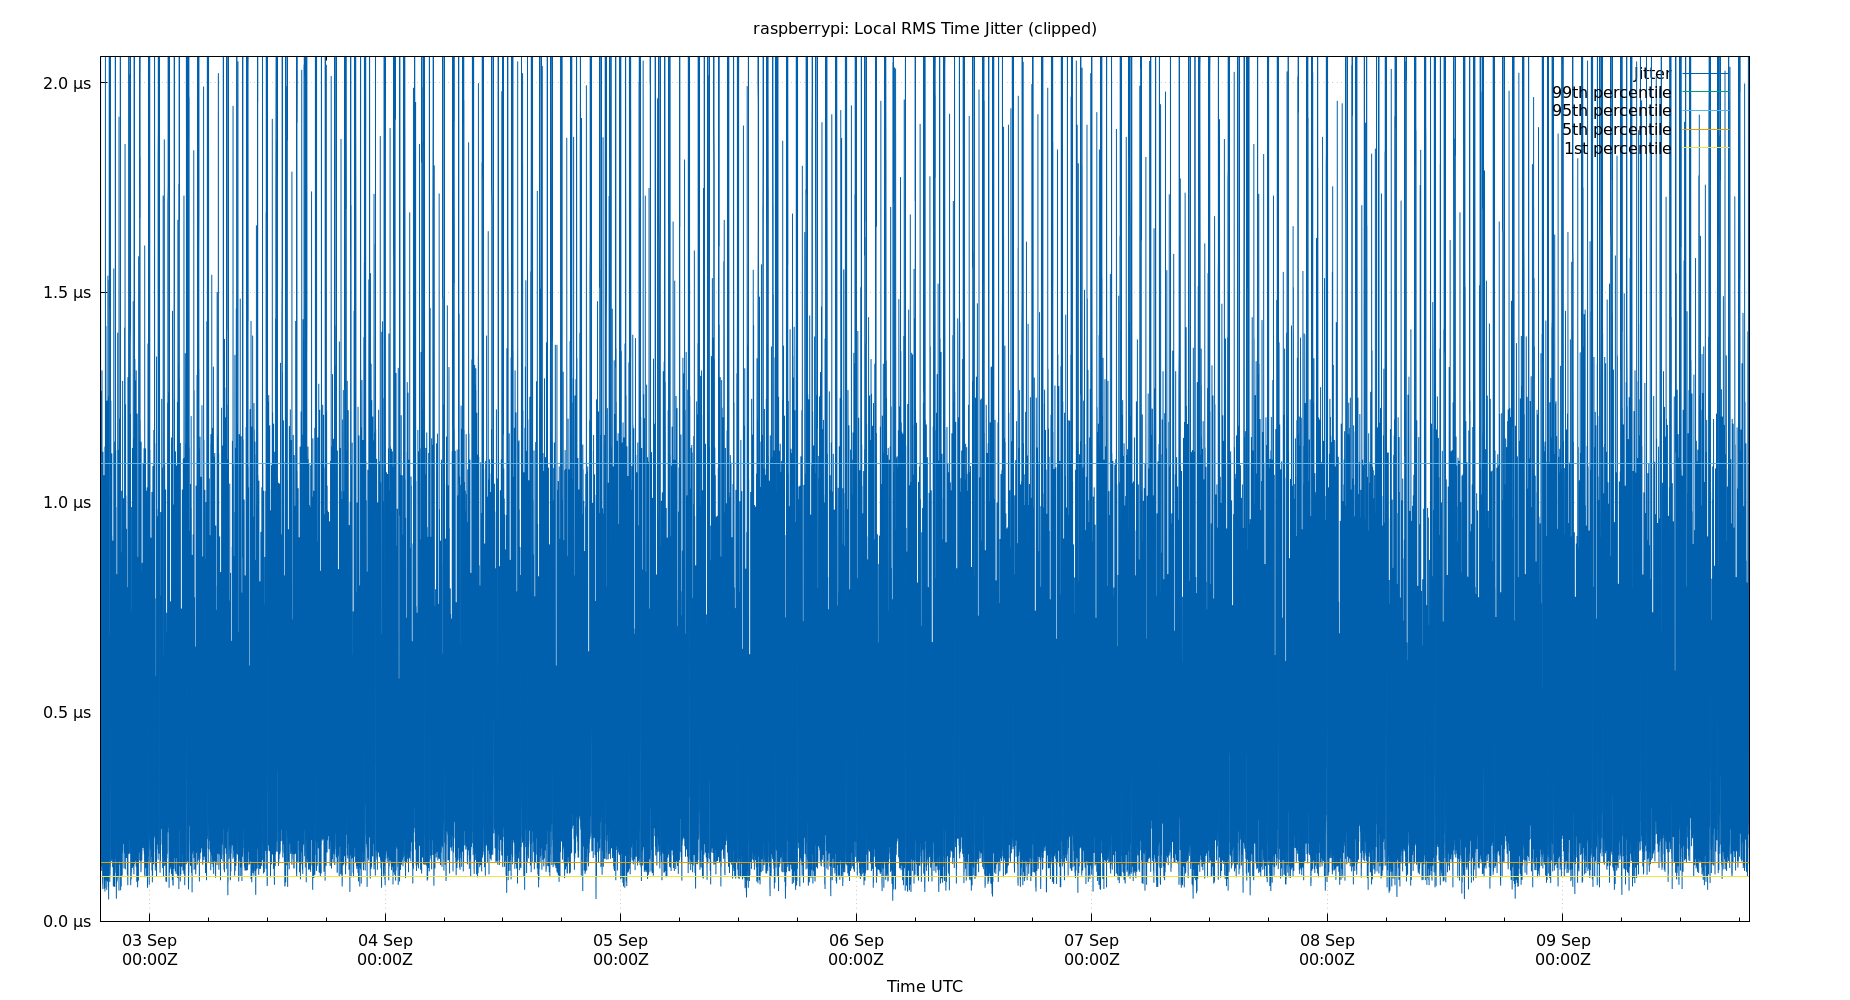 raspberrypi: Local RMS Time Jitter (clipped)
2.0 µs
1.5 µs
1.0 µs
0.5 µs
0.0 µs
Jitter
99th percentile
95th percentile
5th percentile
1st percentile
03 Sep 04 Sep 05 Sep 06 Sep 07 Sep 08 Sep 09 Sep
00:00Z 00:00Z 00:00Z 00:00Z 00:00Z 00:00Z 00:00Z
Time UTC